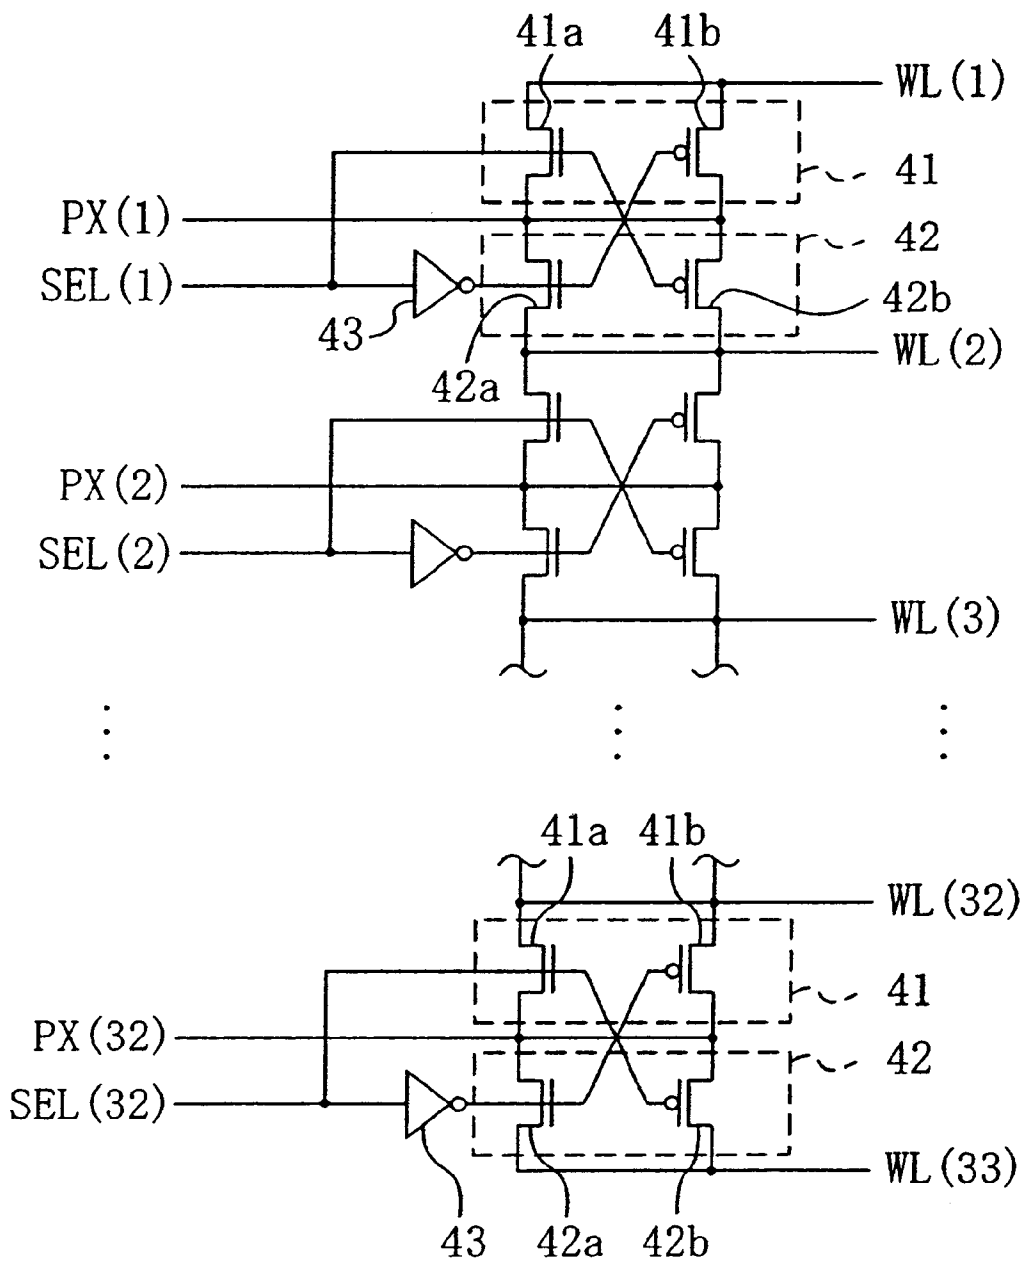 41a 41b
WL(1)
41
PX(1)
42
SEL(1)
43
42a
42b
WL(2)
PX(2)
SEL(2)
WL(3)
41a 41b
WL(32)
41
PX(32)
42
SEL(32)
WL(33)
43 42a 42b